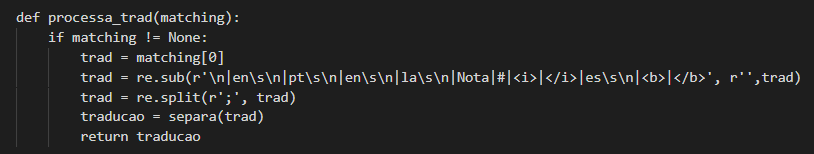 def processa_trad(matching):
    if matching != None:
        trad = matching[0]
        trad = re.sub(r'\n|en\s\n|pt\s\n|en\s\n|la\s\n|Nota|#|<i>|</i>|es\s\n|<b>|</b>', r'',trad)
        trad = re.split(r';', trad)
        traducao = separa(trad)
        return traducao